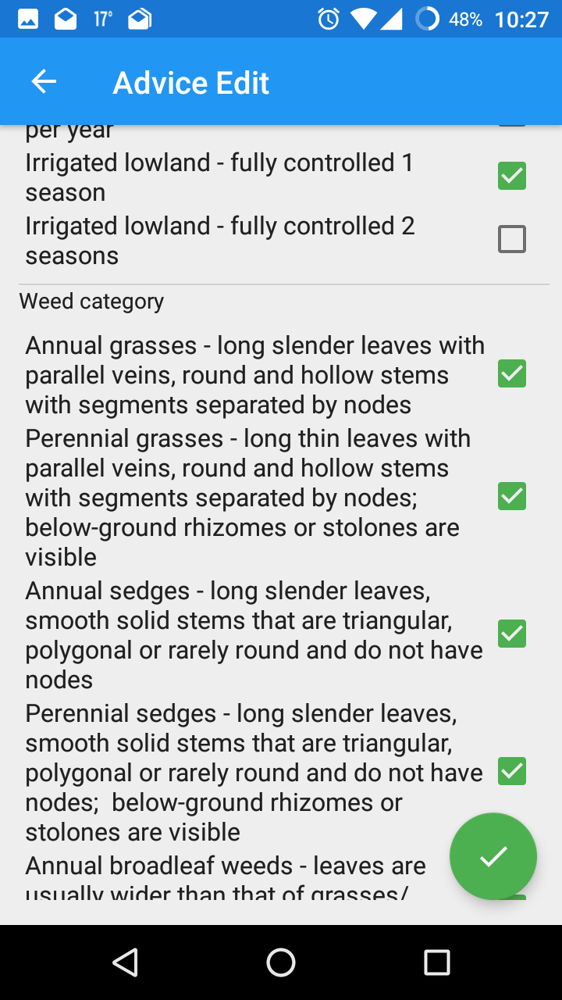 17°
48%
10:27
Advice Edit
per year
Irrigated lowland - fully controlled 1
season
Irrigated lowland - fully controlled 2
seasons
Weed category
Annual grasses - long slender leaves with
parallel veins, round and hollow stems
with segments separated by nodes
Perennial grasses - long thin leaves with
parallel veins, round and hollow stems
with segments separated by nodes;
below-ground rhizomes or stolones are
visible
Annual sedges - long slender leaves,
smooth solid stems that are triangular,
polygonal or rarely round and do not have
nodes
Perennial sedges - long slender leaves,
smooth solid stems that are triangular,
polygonal or rarely round and do not have
nodes;  below-ground rhizomes or
stolones are visible
Annual broadleaf weeds - leaves are
usually wider than that of grasses/